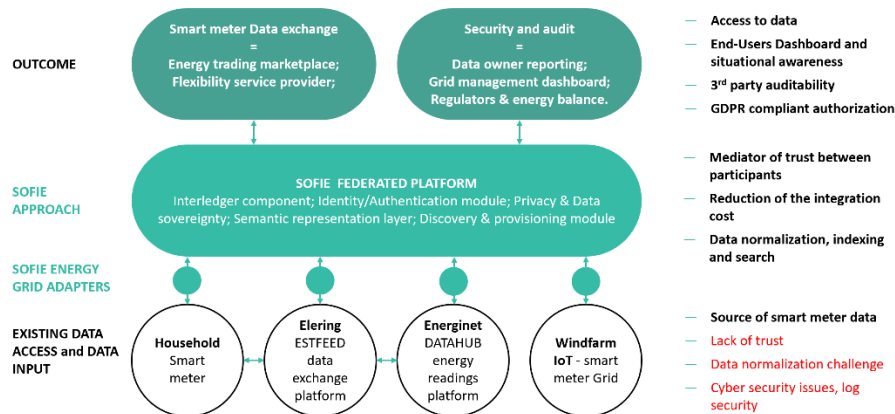 OUTCOME
Smart meter Data exchange
=
Energy trading marketplace;
Flexibility service provider;
Security and audit
=
Data owner reporting;
Grid management dashboard;
Regulators & energy balance.
— Access to data
— End-Users Dashboard and
situational awareness
— 3rd party auditability
— GDPR compliant authorization
SOFIE
APPROACH
SOFIE FEDERATED PLATFORM
Interledger component; Identity/Authentication module; Privacy & Data
sovereignty; Semantic representation layer; Discovery & provisioning module
— Mediator of trust between
participants
— Reduction of the integration
cost
— Data normalization, indexing
and search
SOFIE ENERGY
GRID ADAPTERS
EXISTING DATA
ACCESS and DATA
INPUT
Household
Smart
meter
Elering
ESTFEED
data
exchange
platform
Energinet
DATAHUB
energy
readings
platform
Windfarm
IoT - smart
meter Grid
— Source of smart meter data
— Lack of trust
— Data normalization challenge
— Cyber security issues, log
security